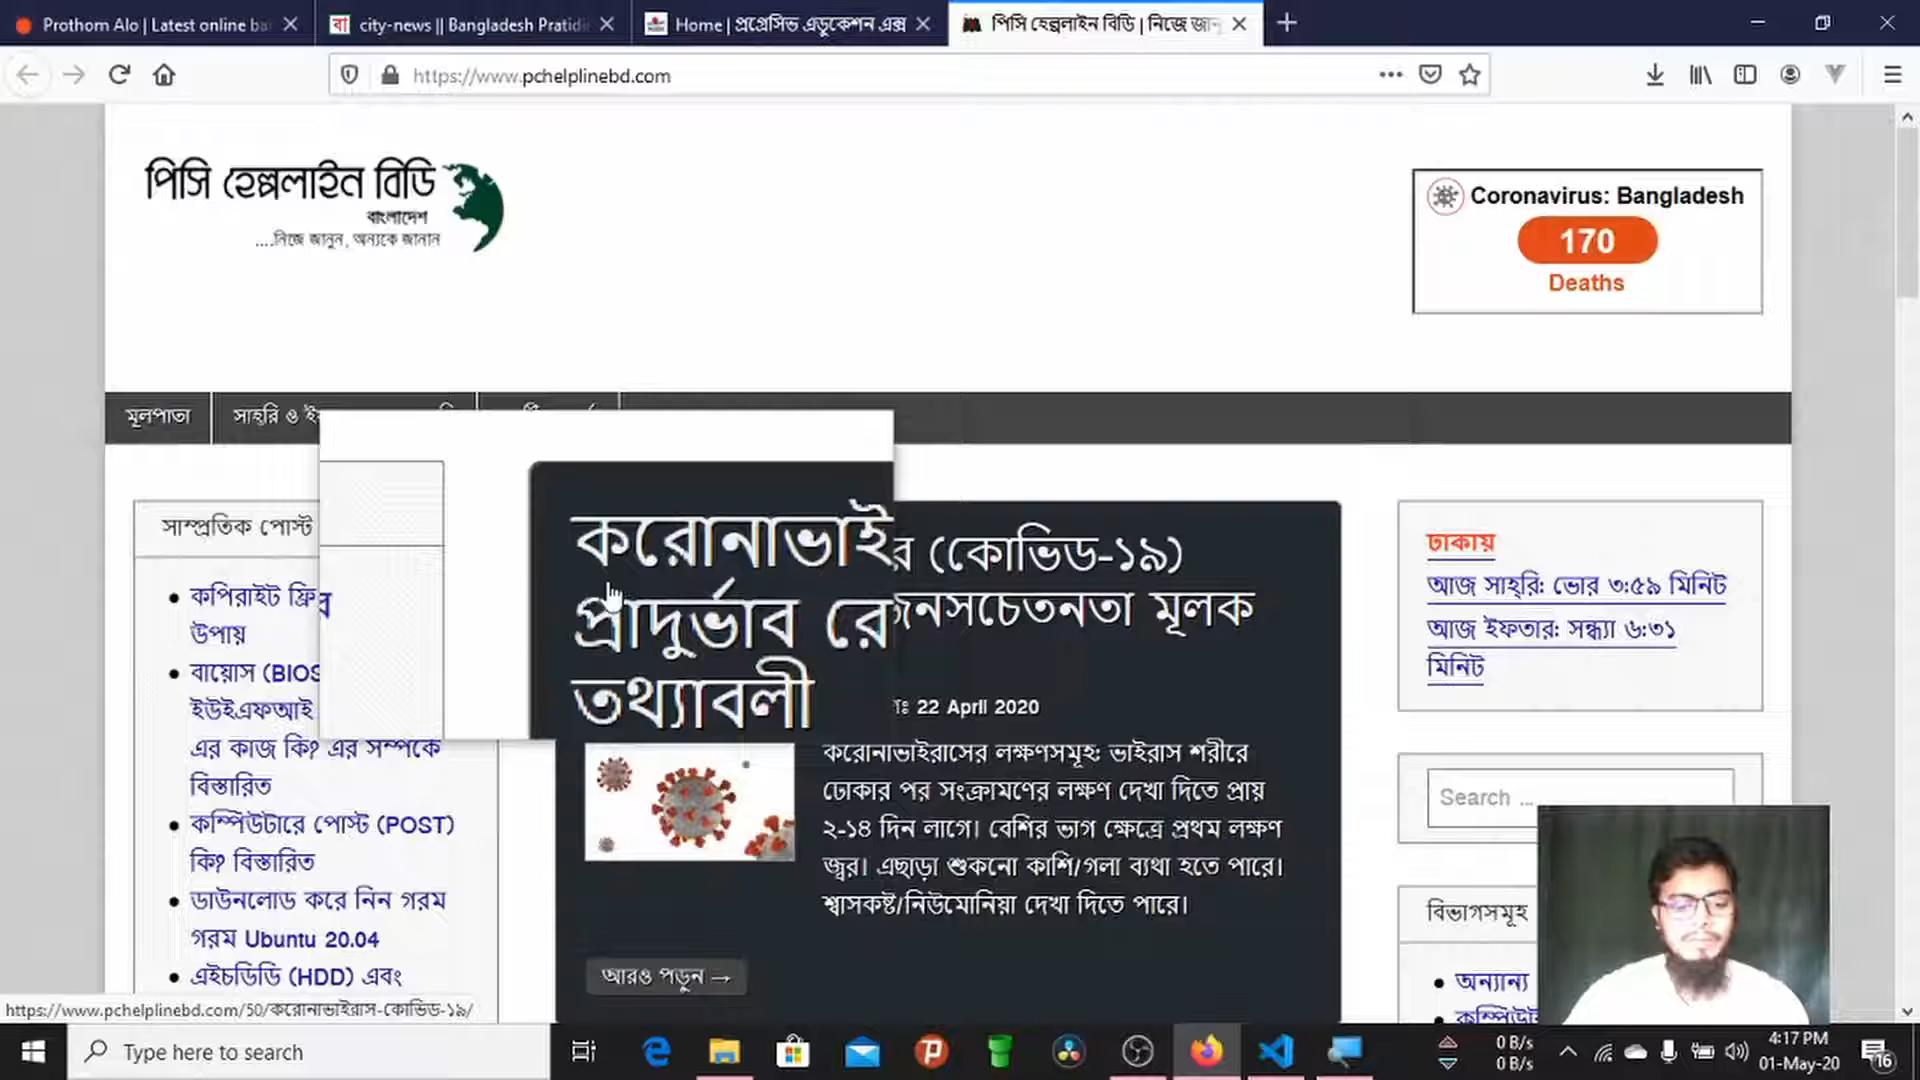 Prothom Alo | Latest online ba
city-news || Bangladesh Pratidi
Home | প্রগ্রেসিভ এডুকেশন এক্স
পিসি হেল্পলাইন বিডি | নিজে জানু
https://www.pchelplinebd.com
পিসি হেল্পলাইন বিডি
বাংলাদেশ
....নিজে জানুন, অন্যকে জানান
Coronavirus: Bangladesh
170
Deaths
মূলপাতা
সাহ্‌রি ও ই
সাম্প্রতিক পোস্ট
কপিরাইট ফ্রি
উপায়
বায়োস (BIOS
ইউইএফআই
এর কাজ কি? এর সম্পর্কে
বিস্তারিত
কম্পিউটারে পোস্ট (POST)
কি? বিস্তারিত
ডাউনলোড করে নিন গরম
গরম Ubuntu 20.04
এইচডিডি (HDD) এবং
করোনাভাই
প্রাদুর্ভাব রো
তথ্যাবলী
র (কোভিড-১৯)
জনসচেতনতা মূলক
22 April 2020
করোনাভাইরাসের লক্ষণসমূহঃ ভাইরাস শরীরে
ঢোকার পর সংক্রামণের লক্ষণ দেখা দিতে প্রায়
২-১৪ দিন লাগে। বেশির ভাগ ক্ষেত্রে প্রথম লক্ষণ
জ্বর। এছাড়া শুকনো কাশি/গলা ব্যথা হতে পারে।
শ্বাসকষ্ট/নিউমোনিয়া দেখা দিতে পারে।
আরও পড়ুন →
ঢাকায়
আজ সাহ্‌রি: ভোর ৩:৫৯ মিনিট
আজ ইফতার: সন্ধ্যা ৬:৩১
মিনিট
Search ...
বিভাগসমূহ
অন্যান্য
কম্পিউট
https://www.pchelplinebd.com/50/করোনাভাইরাস-কোভিড-১৯/
Type here to search
0 B/s
0 B/s
4:17 PM
01-May-20
16